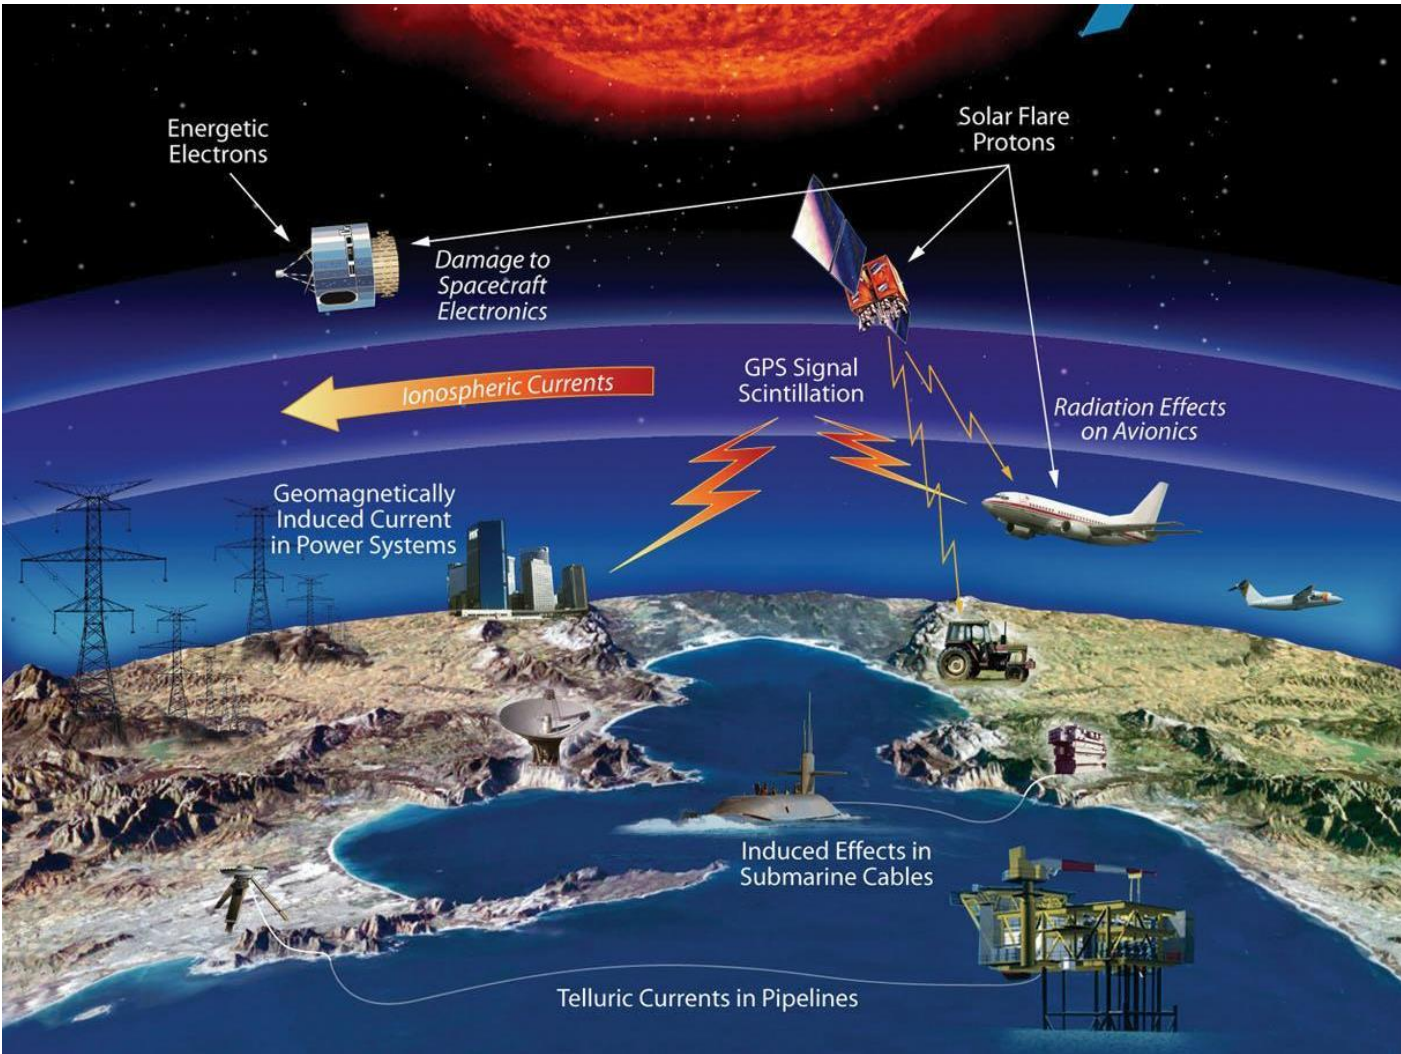 Energetic
Electrons
Solar Flare
Protons
Damage to
Spacecraft
Electronics
Ionospheric Currents
GPS Signal
Scintillation
Radiation Effects
on Avionics
Geomagnetically
Induced Current
in Power Systems
Induced Effects in
Submarine Cables
Telluric Currents in Pipelines